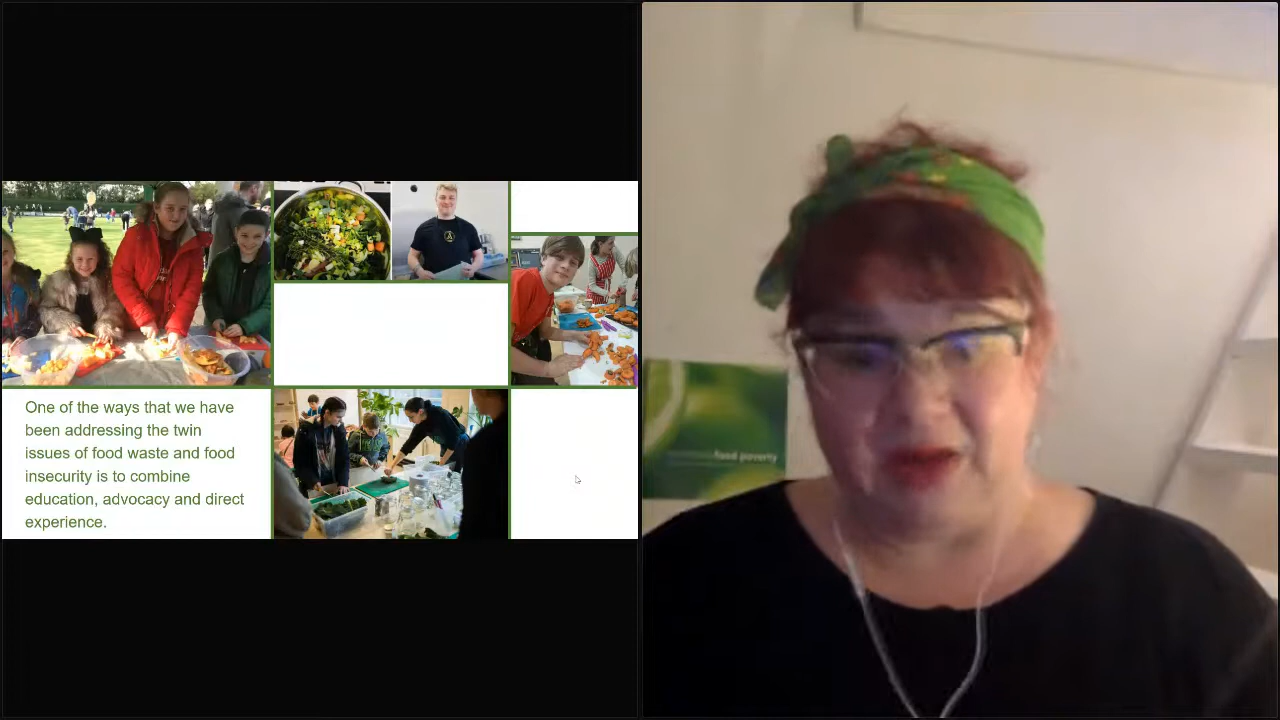 One of the ways that we have
been addressing the twin
issues of food waste and food
insecurity is to combine
education, advocacy and direct
experience.
food poverty